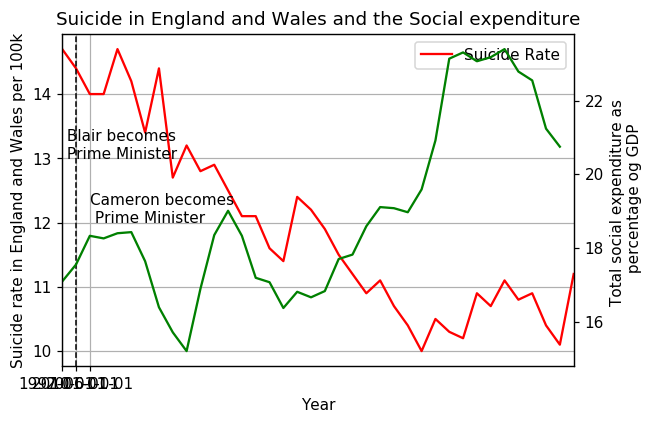 Suicide in England and Wales and the Social expenditure
Suicide Rate
Suicide rate in England and Wales per 100k
14
13
12
11
10
Blair becomes
Prime Minister
Cameron becomes
Prime Minister
22
20
18
16
Total social expenditure as
percentage og GDP
Year